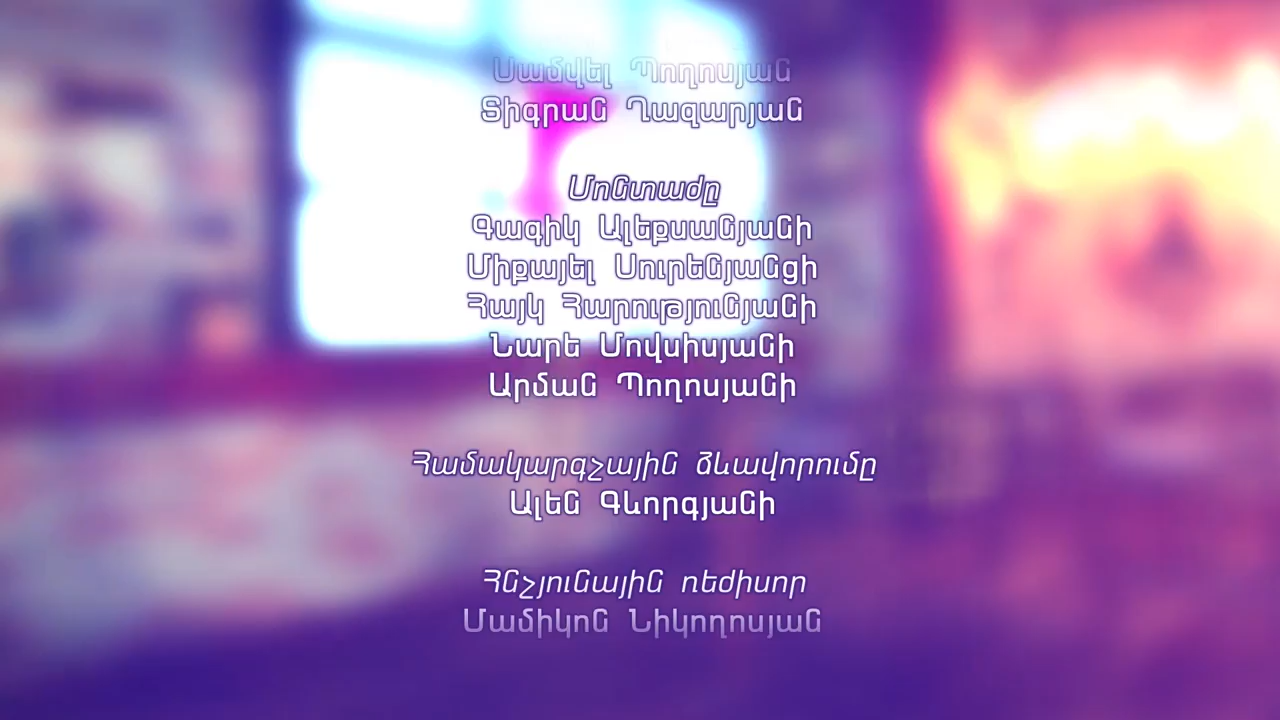 Սամվել Պողոսյան
Տիգրան Ղազարյան
Մոնտաժը
Գագիկ Ալեքսանյանի
Միքայել Սուրենյանցի
Հայկ Հարությունյանի
Նարե Մովսիսյանի
Արման Պողոսյանի
Համակարգչային ձևավորումը
Ալեն Գևորգյանի
Հնչյունային ռեժիսոր
Մամիկոն Նիկողոսյան